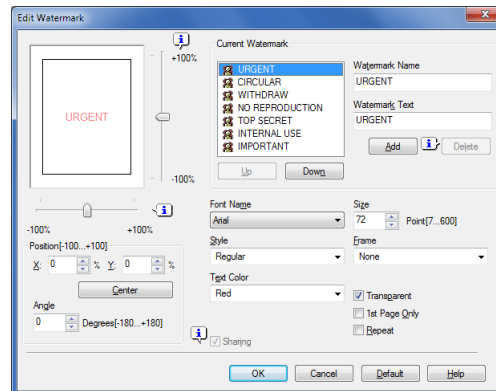 Edit Watermark
+100%
URGENT
-100%
-100%
+100%
Position[-100...+100]
X: 0 % Y: 0 %
Center
Angle
0 Degrees[-180...+180]
Current Watermark
URGENT
CIRCULAR
WITHDRAW
NO REPRODUCTION
TOP SECRET
INTERNAL USE
IMPORTANT
Up
Down
Watermark Name
URGENT
Watermark Text
URGENT
Add
Delete
Font Name
Arial
Size
72 Point[7...600]
Style
Regular
Frame
None
Text Color
Red
Transparent
1st Page Only
Repeat
Sharing
OK Cancel Default Help